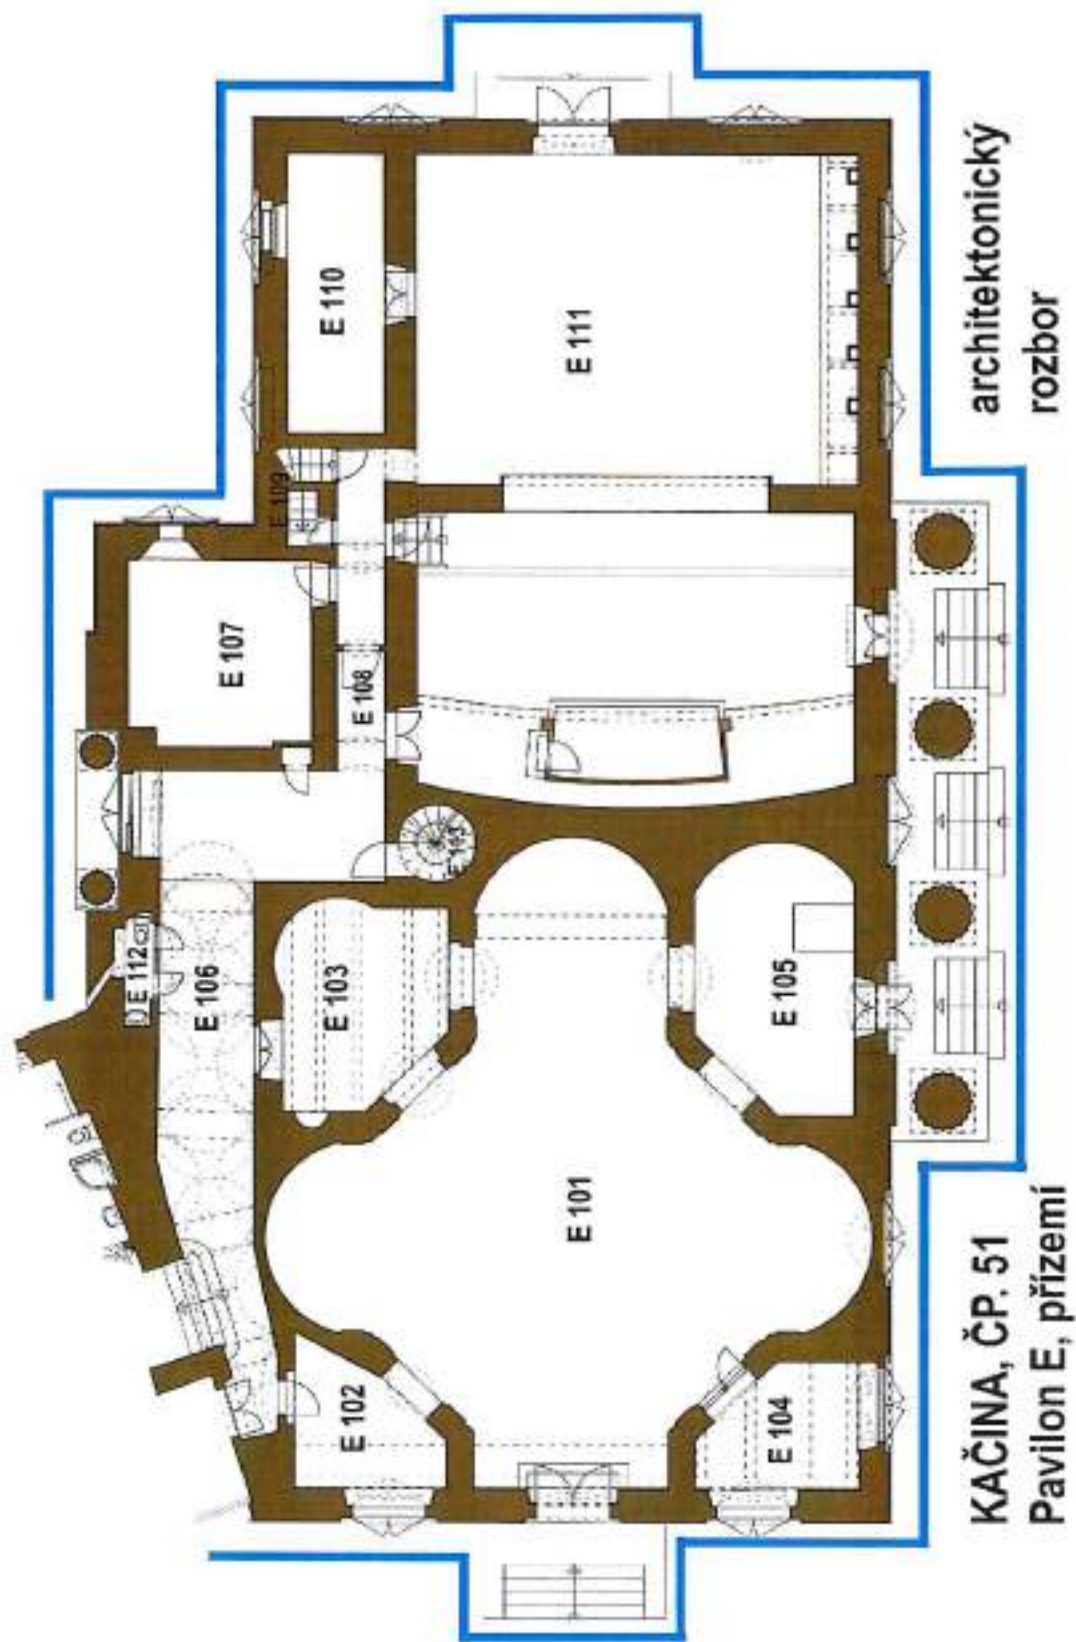 KAČINA, ČP. 51
Pavilon E, přízemí
architektonický
rozbor
E 101
E 102
E 103
E 104
E 105
E 106
E 107
E 108
E 109
E 110
E 111
E 112